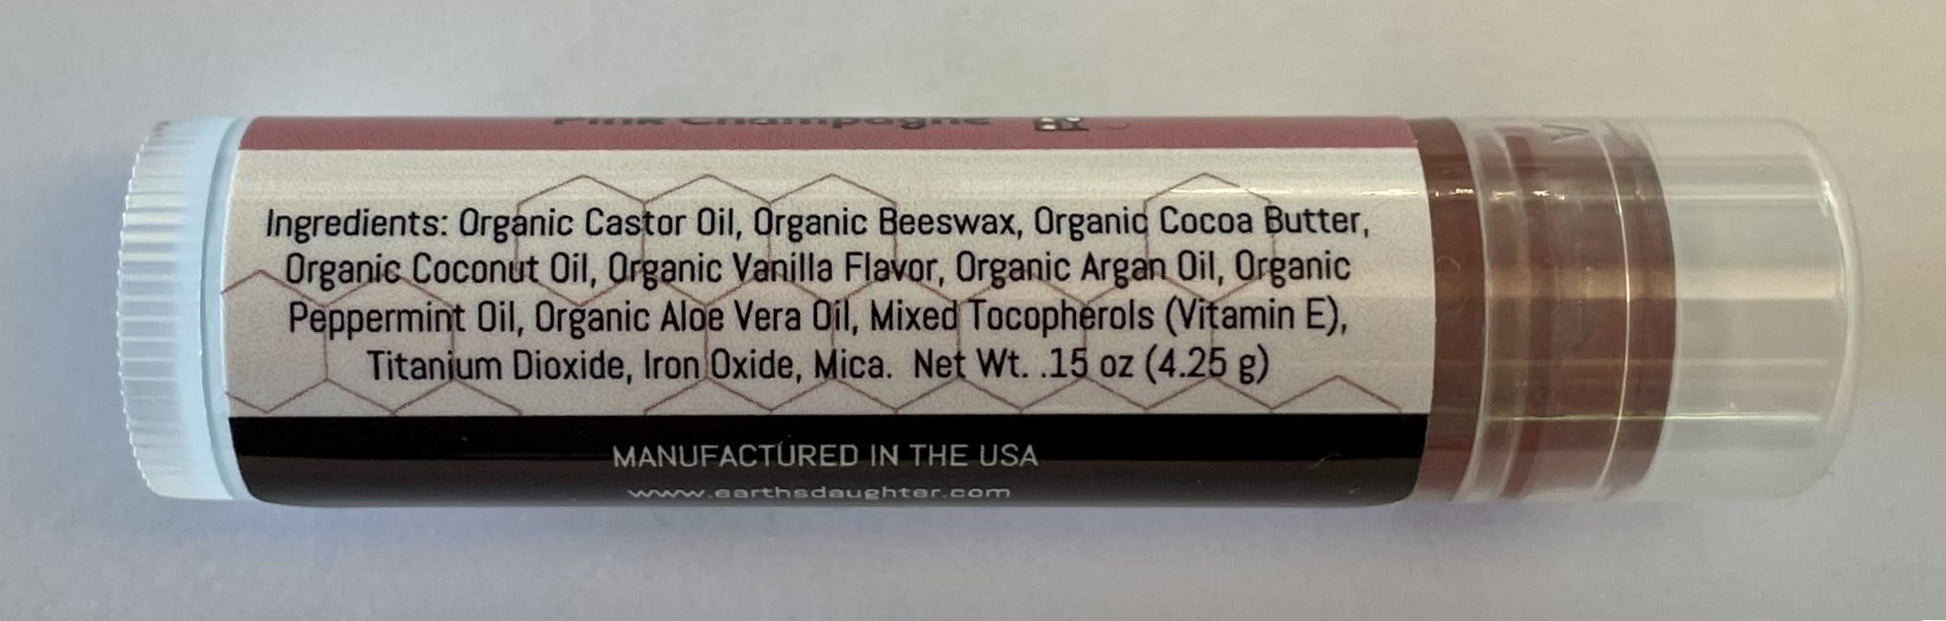 Pink Champagne
Ingredients: Organic Castor Oil, Organic Beeswax, Organic Cocoa Butter,
Organic Coconut Oil, Organic Vanilla Flavor, Organic Argan Oil, Organic
Peppermint Oil, Organic Aloe Vera Oil, Mixed Tocopherols (Vitamin E),
Titanium Dioxide, Iron Oxide, Mica. Net Wt. .15 oz (4.25 g)
MANUFACTURED IN THE USA
www.earthsdaughter.com